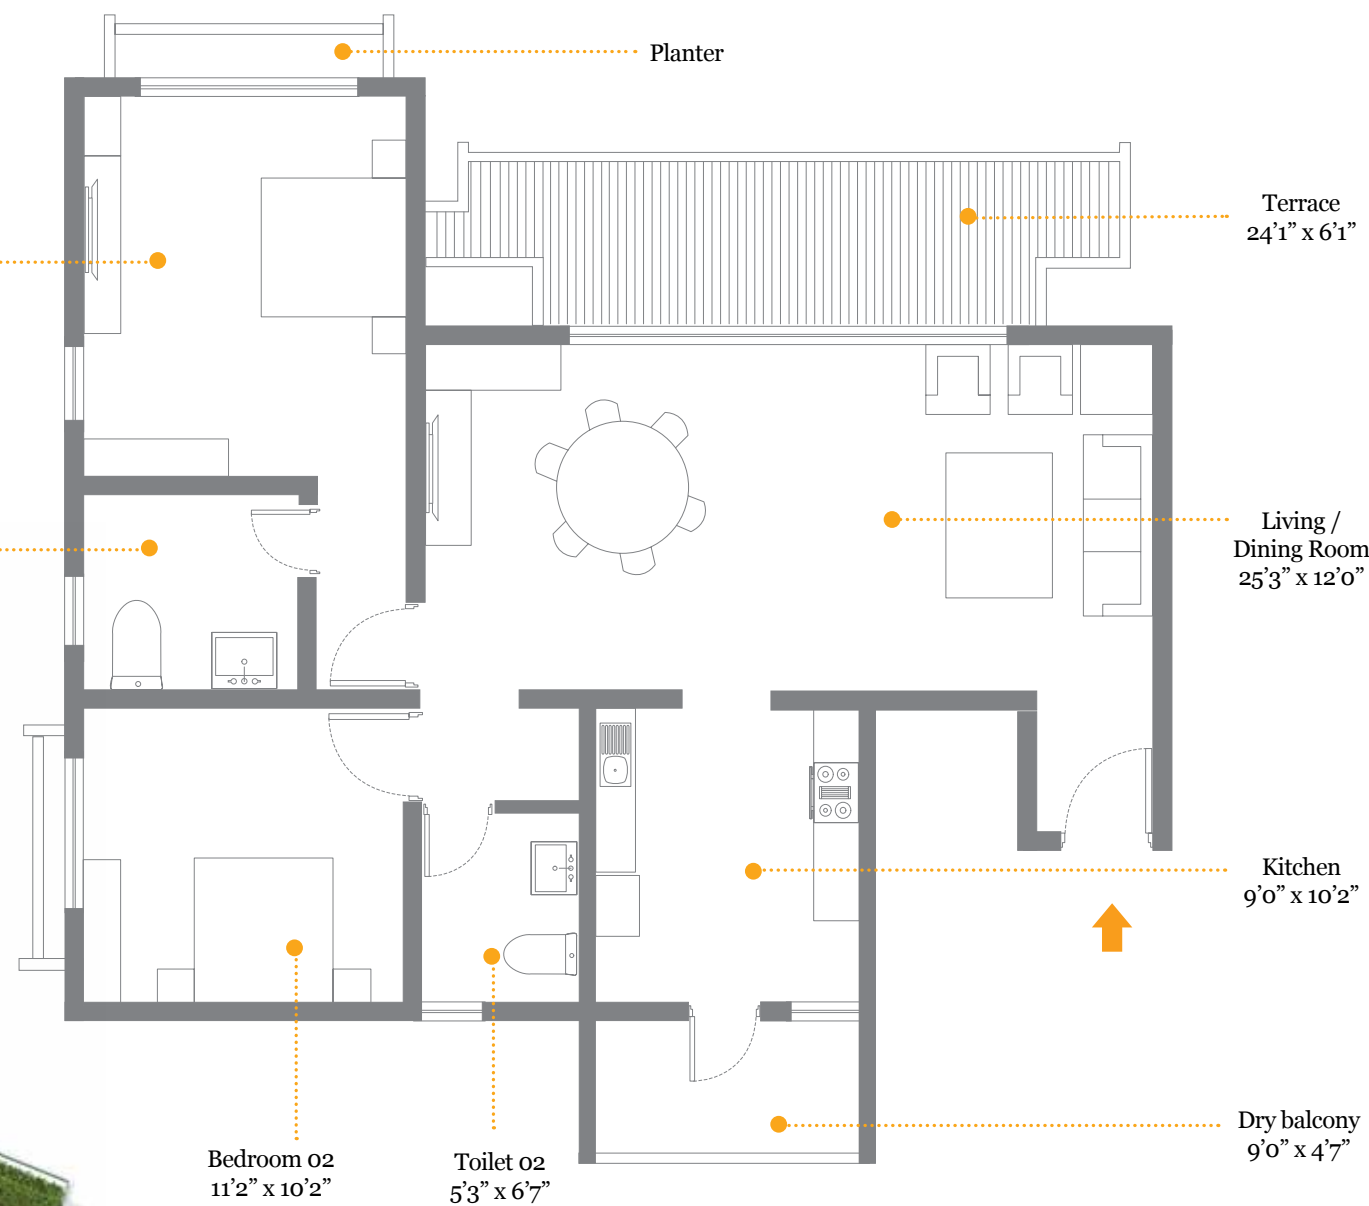 Planter
Terrace
24’1” x 6’1”
Living /
Dining Room
25’3” x 12’0”
Kitchen
9’0” x 10’2”
Dry balcony
9’0” x 4’7”
Bedroom 02
11’2” x 10’2”
Toilet 02
5’3” x 6’7”